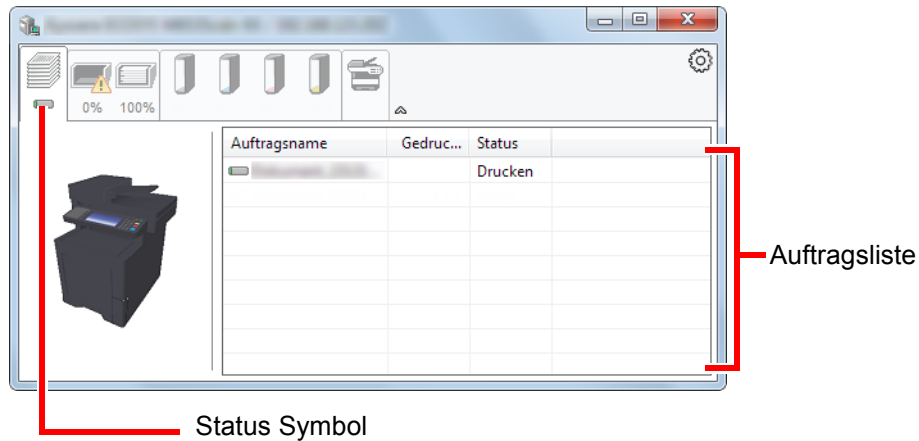 0% 100%
Auftragsname Gedruc... Status
Drucken
Auftragsliste
Status Symbol